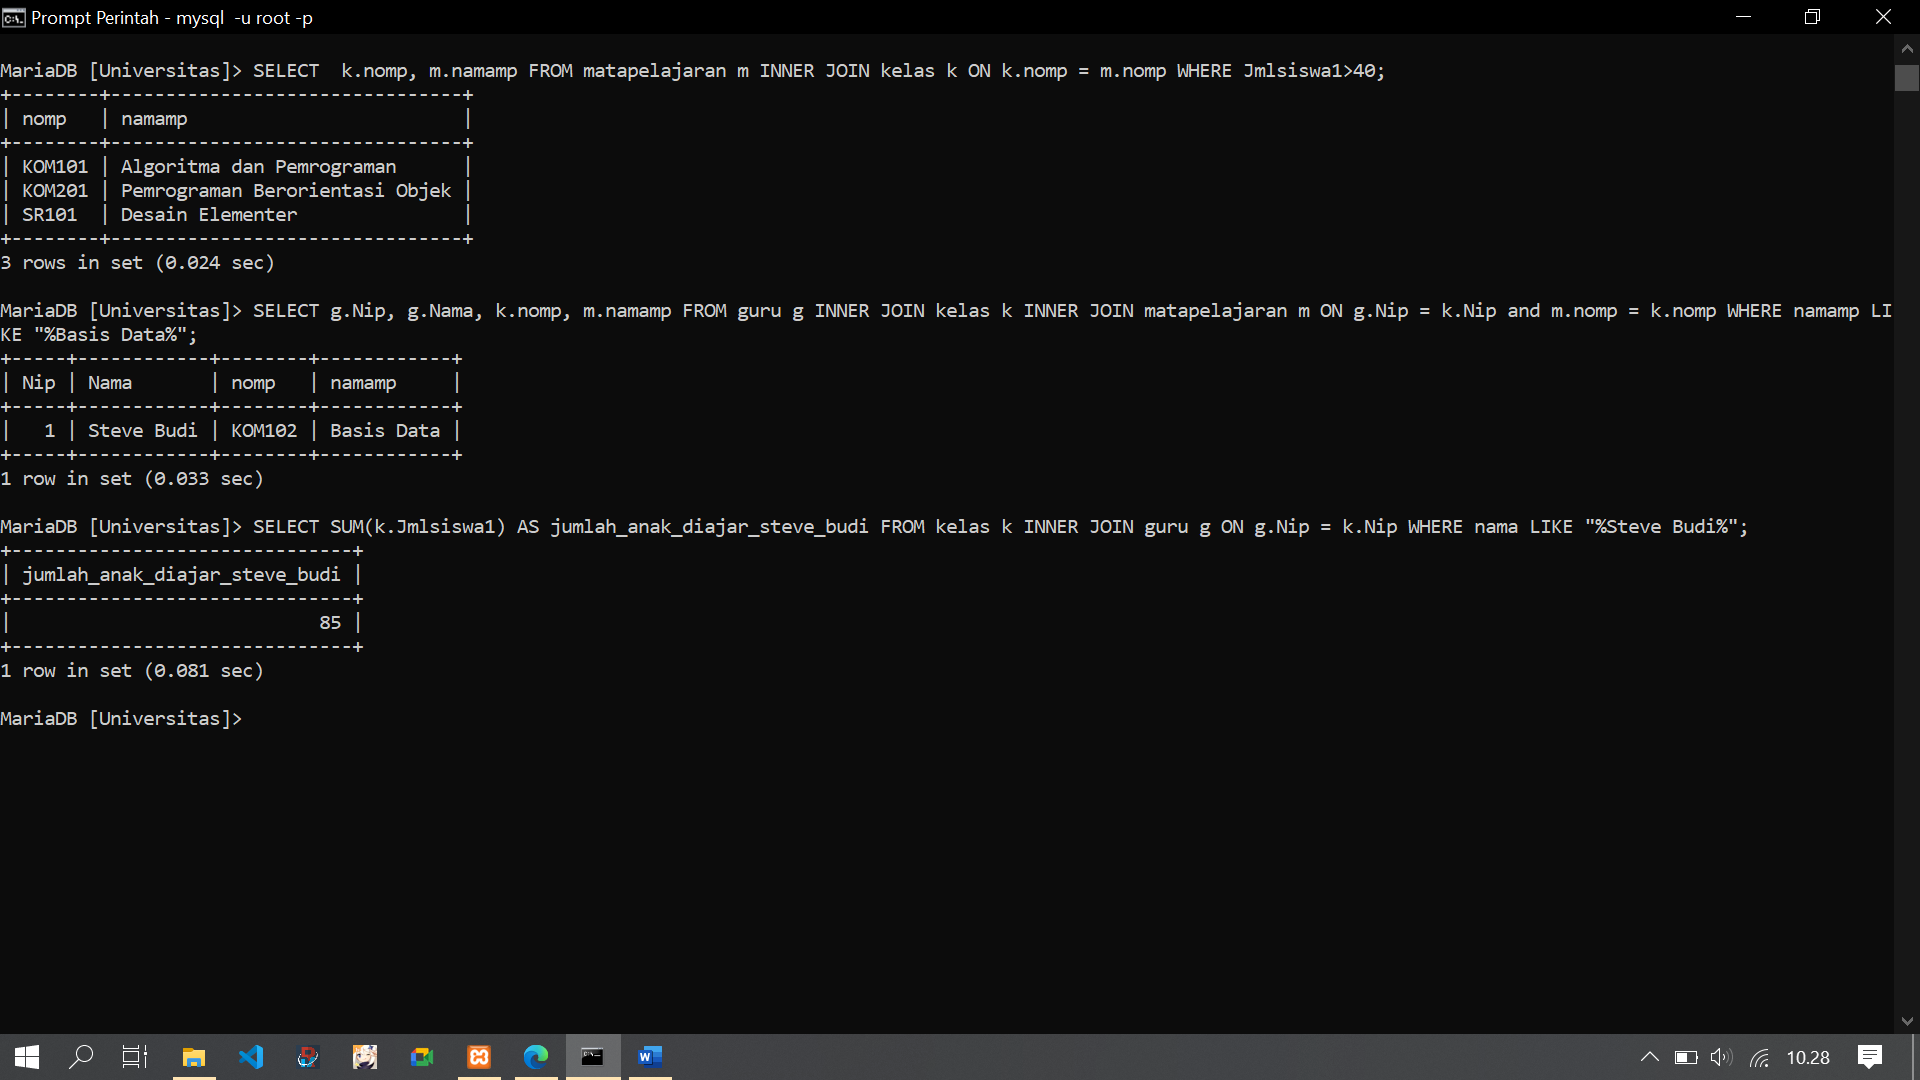 Prompt Perintah - mysql  -u root -p
MariaDB [Universitas]> SELECT  k.nomp, m.namamp FROM matapelajaran m INNER JOIN kelas k ON k.nomp = m.nomp WHERE Jmlsiswa1>40;
+--------+--------------------------------+
| nomp   | namamp                         |
+--------+--------------------------------+
| KOM101 | Algoritma dan Pemrograman      |
| KOM201 | Pemrograman Berorientasi Objek |
| SR101  | Desain Elementer               |
+--------+--------------------------------+
3 rows in set (0.024 sec)
MariaDB [Universitas]> SELECT g.Nip, g.Nama, k.nomp, m.namamp FROM guru g INNER JOIN kelas k INNER JOIN matapelajaran m ON g.Nip = k.Nip and m.nomp = k.nomp WHERE namamp LI
KE "%Basis Data%";
+-----+------------+--------+------------+
| Nip | Nama       | nomp   | namamp     |
+-----+------------+--------+------------+
|   1 | Steve Budi | KOM102 | Basis Data |
+-----+------------+--------+------------+
1 row in set (0.033 sec)
MariaDB [Universitas]> SELECT SUM(k.Jmlsiswa1) AS jumlah_anak_diajar_steve_budi FROM kelas k INNER JOIN guru g ON g.Nip = k.Nip WHERE nama LIKE "%Steve Budi%";
+-------------------------------+
| jumlah_anak_diajar_steve_budi |
+-------------------------------+
|                            85 |
+-------------------------------+
1 row in set (0.081 sec)
MariaDB [Universitas]>
10.28